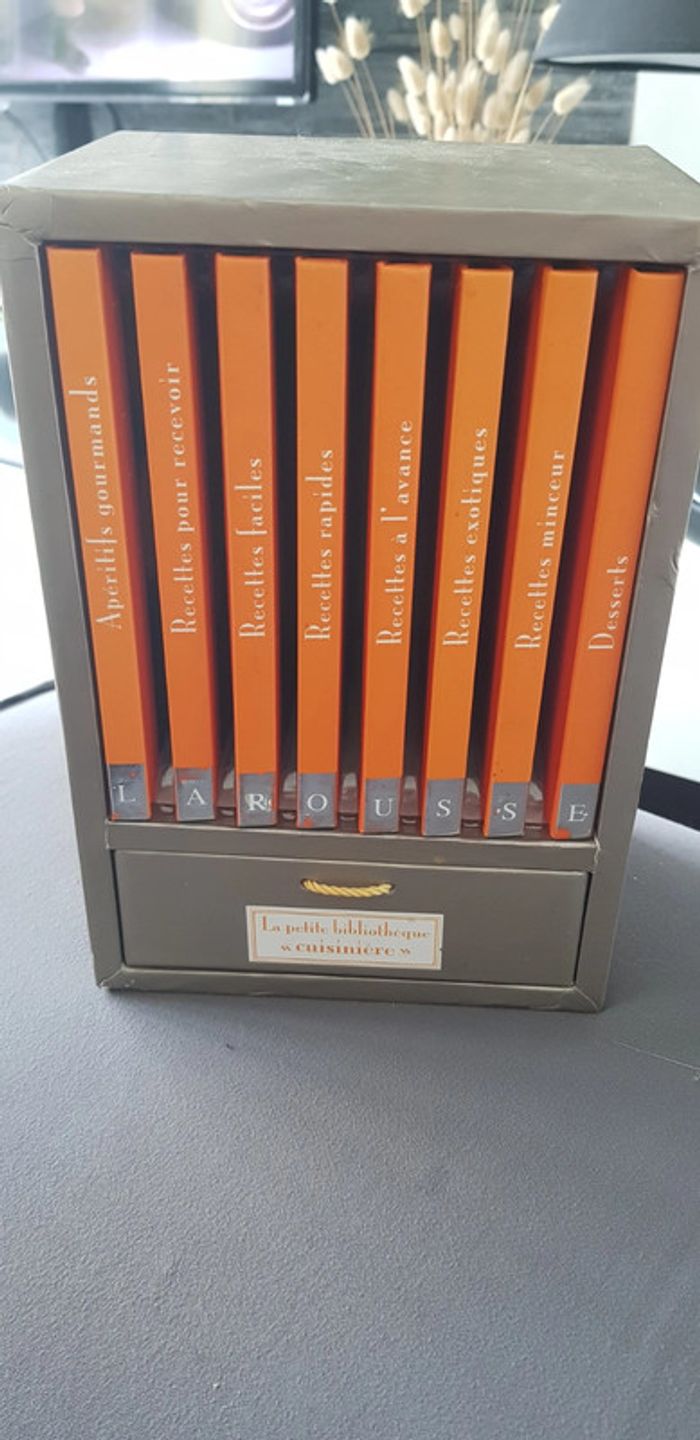 Apéritifs gourmands
Recettes pour recevoir
Recettes faciles
Recettes rapides
Recettes à l'avance
Recettes exotiques
Recettes minceur
Desserts
L A R O U S S E
La petite bibliothèque
« cuisinière »